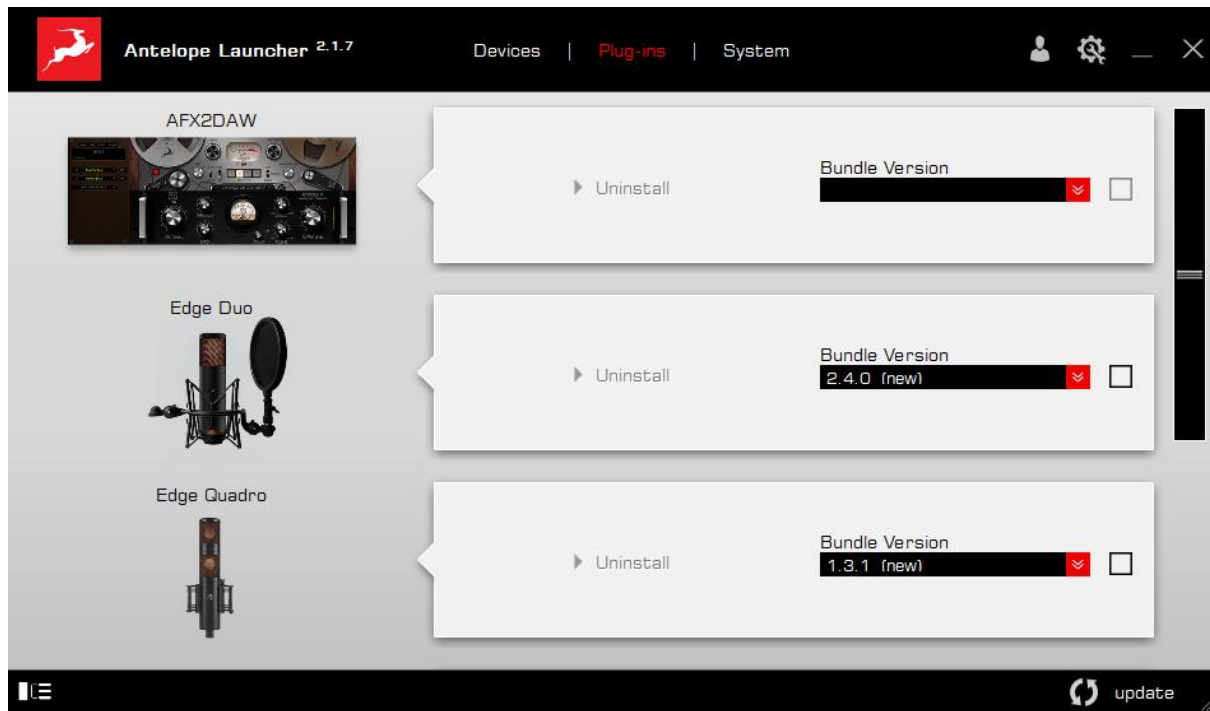 Antelope Launcher 2.1.7
Devices | Plug-ins | System
AFX2DAW
Uninstall
Bundle Version
Edge Duo
Uninstall
Bundle Version
2.4.0 (new)
Edge Quadro
Uninstall
Bundle Version
1.3.1 (new)
update